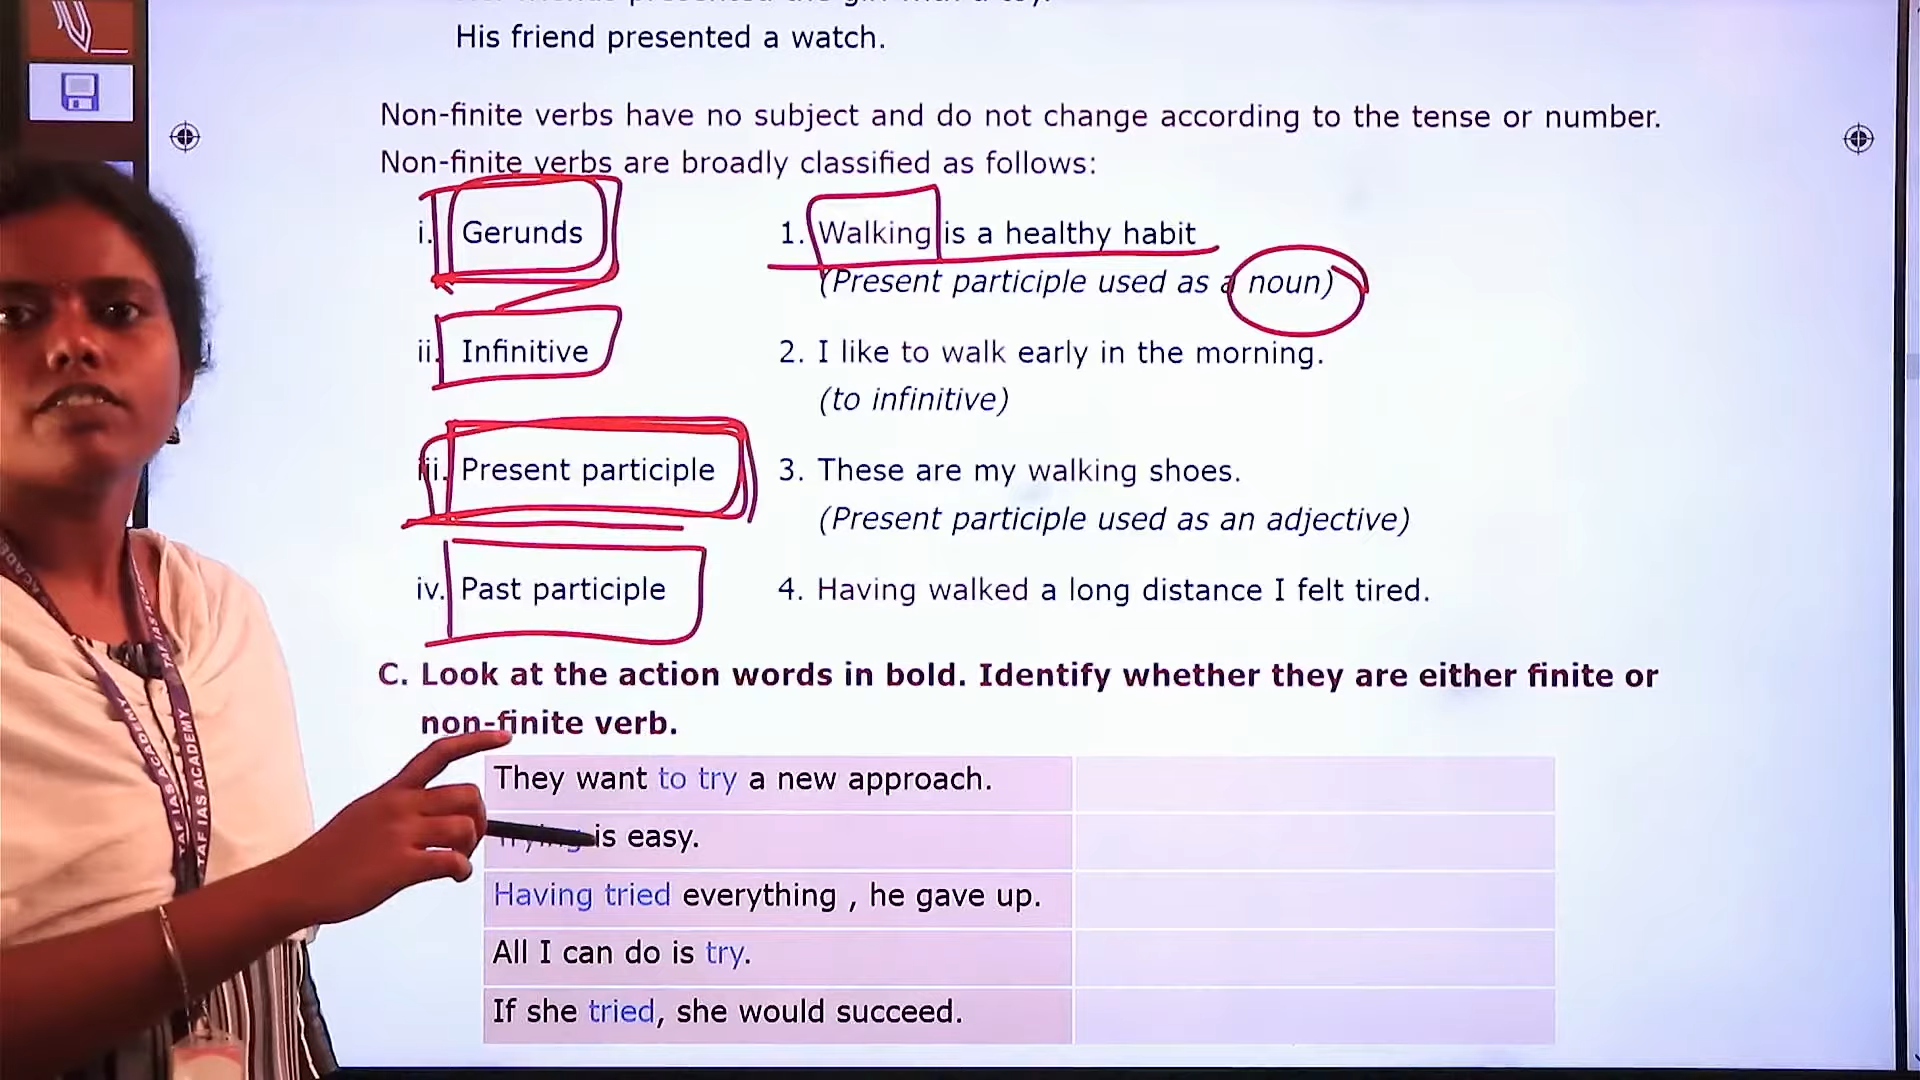 His friend presented a watch.
Non-finite verbs have no subject and do not change according to the tense or number.
Non-finite verbs are broadly classified as follows:
i. Gerunds
1. Walking is a healthy habit
(Present participle used as a noun)
ii. Infinitive
2. I like to walk early in the morning.
(to infinitive)
iii. Present participle
3. These are my walking shoes.
(Present participle used as an adjective)
iv. Past participle
4. Having walked a long distance I felt tired.
C. Look at the action words in bold. Identify whether they are either finite or
non-finite verb.
They want to try a new approach.
Trying is easy.
Having tried everything , he gave up.
All I can do is try.
If she tried, she would succeed.
TAF IAS ACADEMY
TAF IAS ACADEMY